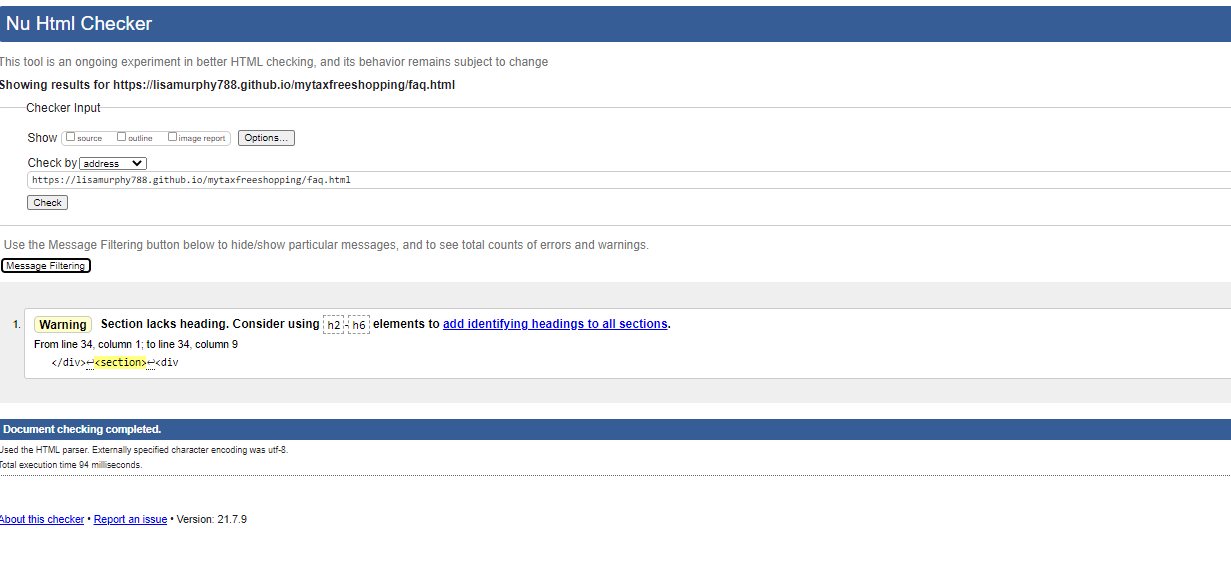 Nu Html Checker
This tool is an ongoing experiment in better HTML checking, and its behavior remains subject to change
Showing results for https://lisamurphy788.github.io/mytaxfreeshopping/faq.html
Checker Input
Show source outline image report Options...
Check by address
https://lisamurphy788.github.io/mytaxfreeshopping/faq.html
Check
Use the Message Filtering button below to hide/show particular messages, and to see total counts of errors and warnings.
Message Filtering
1. Warning Section lacks heading. Consider using h2-h6 elements to add identifying headings to all sections.
From line 34, column 1; to line 34, column 9
</div>↩<section>↩<div
Document checking completed.
Used the HTML parser. Externally specified character encoding was utf-8.
Total execution time 94 milliseconds.
About this checker • Report an issue • Version: 21.7.9